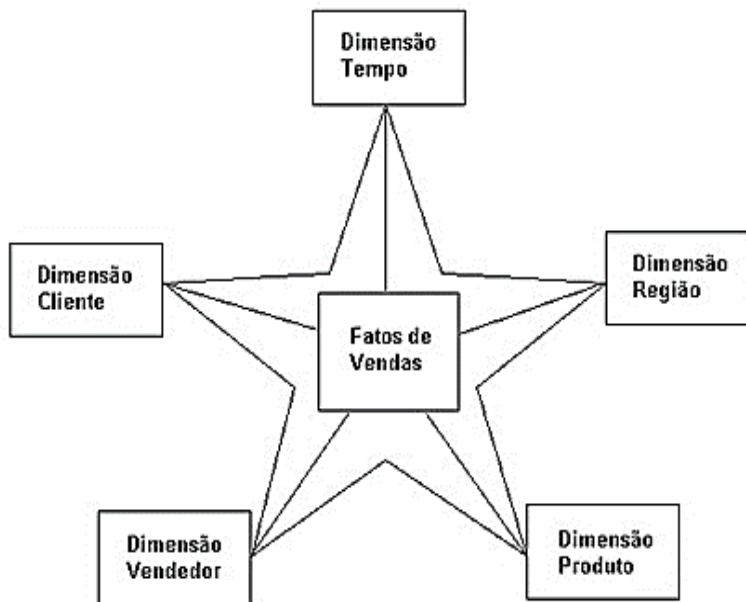 Dimensão
Tempo
Dimensão
Cliente
Dimensão
Região
Fatos de
Vendas
Dimensão
Vendedor
Dimensão
Produto